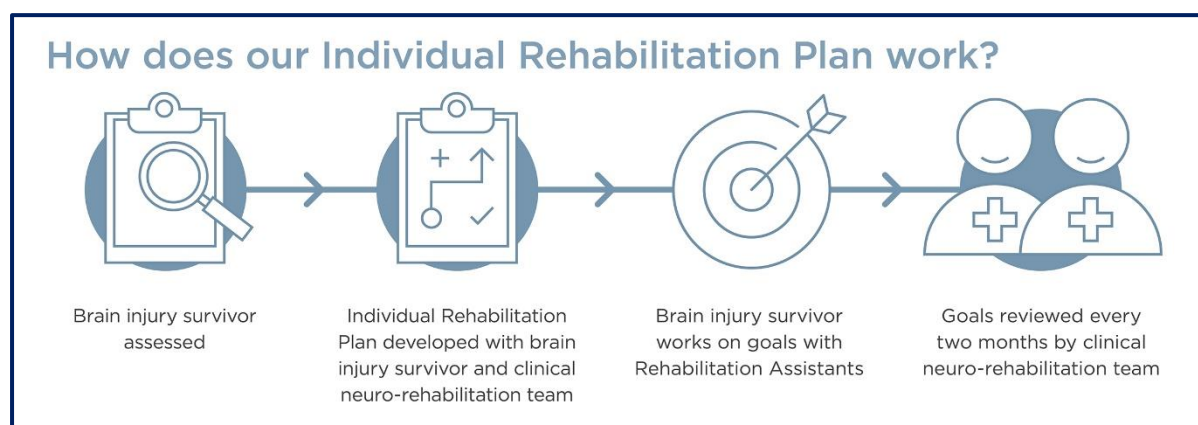 How does our Individual Rehabilitation Plan work?
Brain injury survivor
assessed
Individual Rehabilitation
Plan developed with brain
injury survivor and clinical
neuro-rehabilitation team
Brain injury survivor
works on goals with
Rehabilitation Assistants
Goals reviewed every
two months by clinical
neuro-rehabilitation team